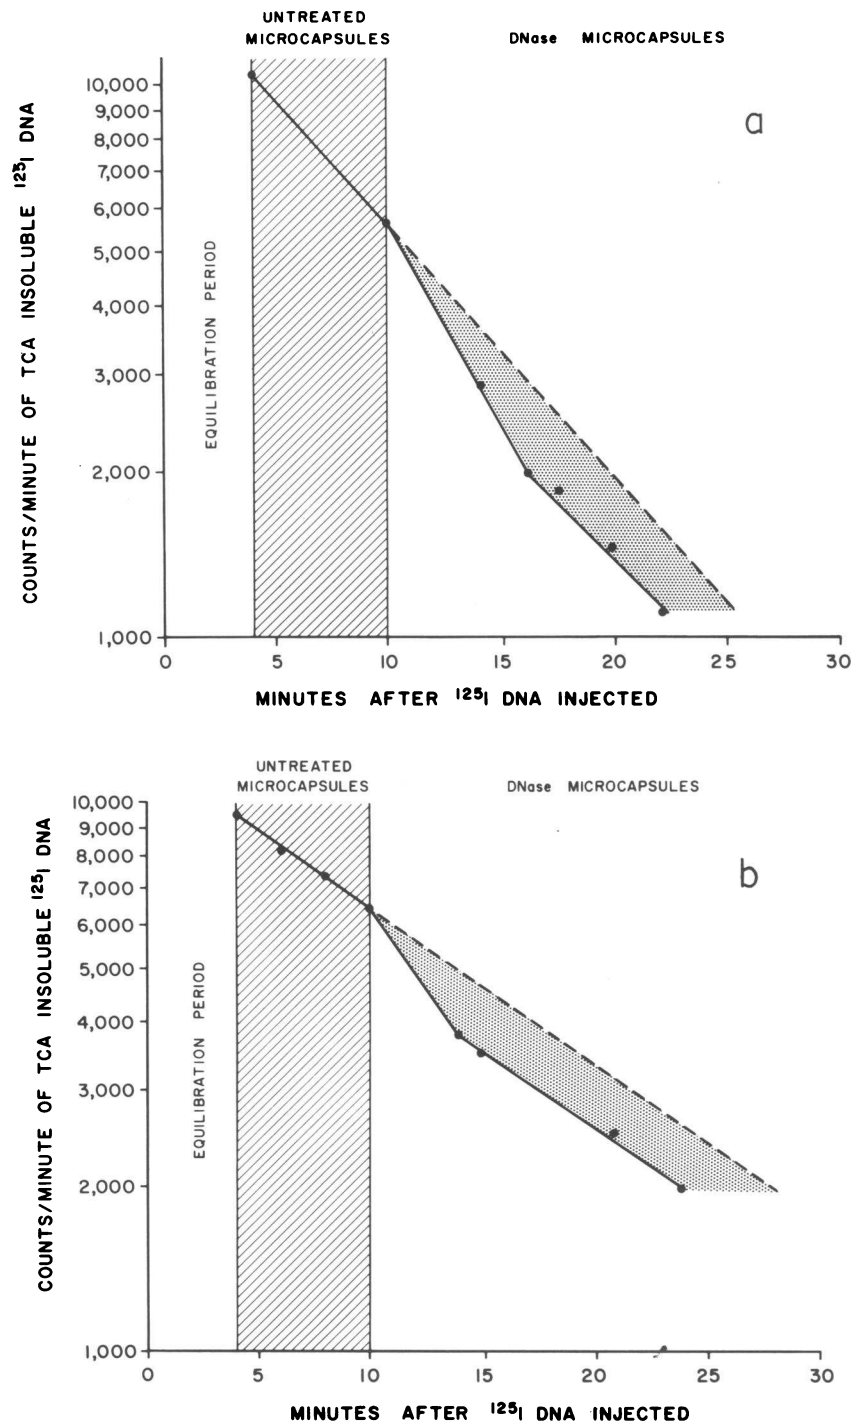 UNTREATED
MICROCAPSULES
DNase MICROCAPSULES
a
10,000
9,000
8,000
7,000
6,000
5,000
4,000
3,000
2,000
1,000
COUNTS/MINUTE OF TCA INSOLUBLE ¹²⁵I DNA
EQUILIBRATION PERIOD
0 5 10 15 20 25 30
MINUTES AFTER ¹²⁵I DNA INJECTED
UNTREATED
MICROCAPSULES
DNase MICROCAPSULES
b
10,000
9,000
8,000
7,000
6,000
5,000
4,000
3,000
2,000
1,000
COUNTS/MINUTE OF TCA INSOLUBLE ¹²⁵I DNA
EQUILIBRATION PERIOD
0 5 10 15 20 25 30
MINUTES AFTER ¹²⁵I DNA INJECTED